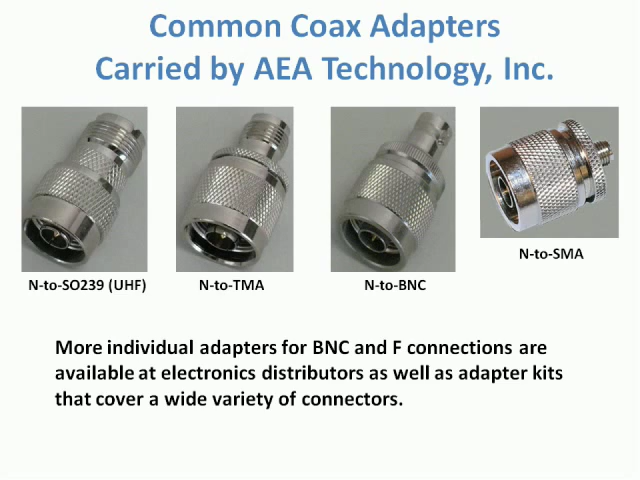 Common Coax Adapters
Carried by AEA Technology, Inc.
N-to-SO239 (UHF)
N-to-TMA
N-to-BNC
N-to-SMA
More individual adapters for BNC and F connections are
available at electronics distributors as well as adapter kits
that cover a wide variety of connectors.